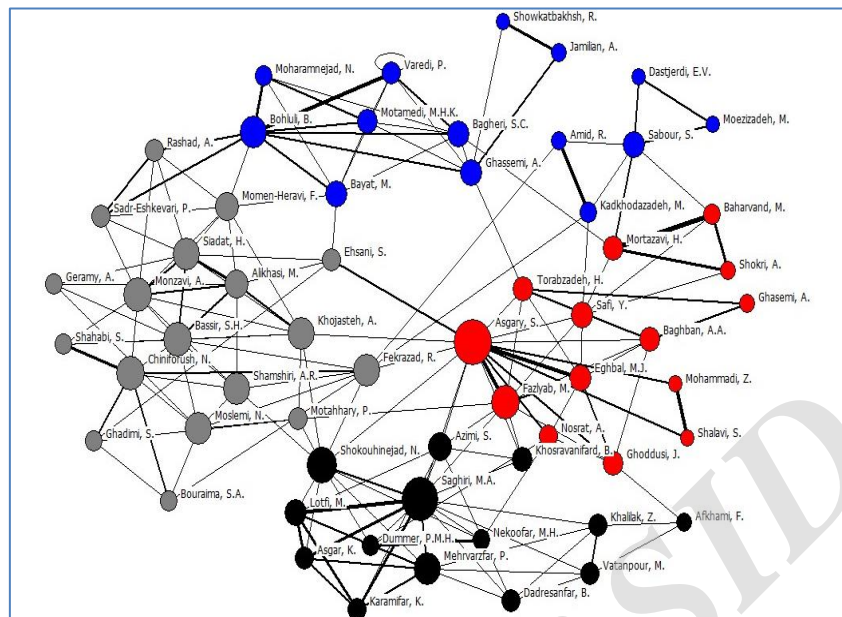 Showkatbakhsh, R.
Jamilian, A.
Varedi, P.
Moharamnejad, N.
Dastjerdi, E.V.
Motamedi, M.H.K.
Bohluli, B.
Bagheri, S.C.
Moezizadeh, M.
Amid, R.
Sabour, S.
Rashad, A.
Ghassemi, A.
Bayat, M.
Momen-Heravi, F.
Sadr-Eshkevari, P.
Kadkhodazadeh, M.
Baharvand, M.
Mortazavi, H.
Siadat, H.
Ehsani, S.
Shokri, A.
Geramy, A.
Monzavi, A.
Alikhasi, M.
Torabzadeh, H.
Ghasemi, A.
Safi, Y.
Asgary, S.
Khojasteh, A.
Bassir, S.H.
Shahabi, S.
Baghban, A.A.
Chiniforush, N.
Fekrazad, R.
Eghbal, M.J.
Mohammadi, Z.
Shamshiri, A.R.
Fazlyab, M.
Motahhary, P.
Moslemi, N.
Nosrat, A.
Shalavi, S.
Ghadimi, S.
Azimi, S.
Khosravanifard, B.
Shokouhinejad, N.
Ghoddusi, J.
Saghiri, M.A.
Bouraima, S.A.
Lotfi, M.
Khalilak, Z.
Afkhami, F.
Nekoofar, M.H.
Dummer, P.M.H.
Asgar, K.
Mehrvarzfar, P.
Vatanpour, M.
Dadresanfar, B.
Karamifar, K.
SID